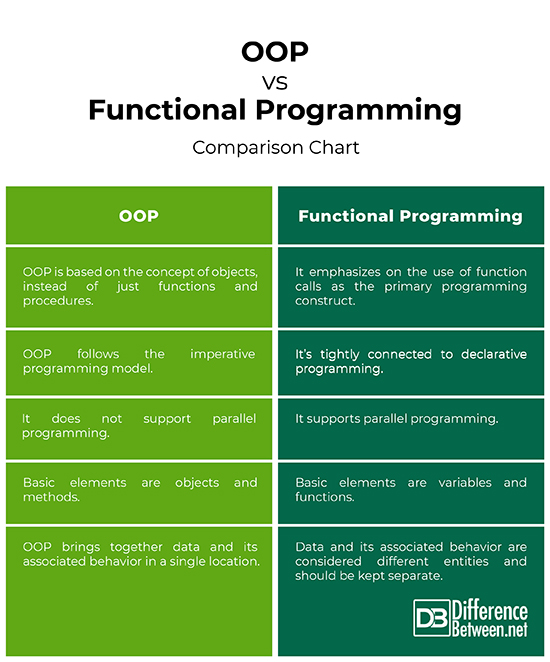 OOP
vs
Functional Programming
Comparison Chart
OOP
Functional Programming
OOP is based on the concept of objects,
instead of just functions and
procedures.
It emphasizes on the use of function
calls as the primary programming
construct.
OOP follows the imperative
programming model.
It's tightly connected to declarative
programming.
It does not support parallel
programming.
It supports parallel programming.
Basic elements are objects and
methods.
Basic elements are variables and
functions.
OOP brings together data and its
associated behavior in a single location.
Data and its associated behavior are
considered different entities and
should be kept separate.
DB Difference
Between.net